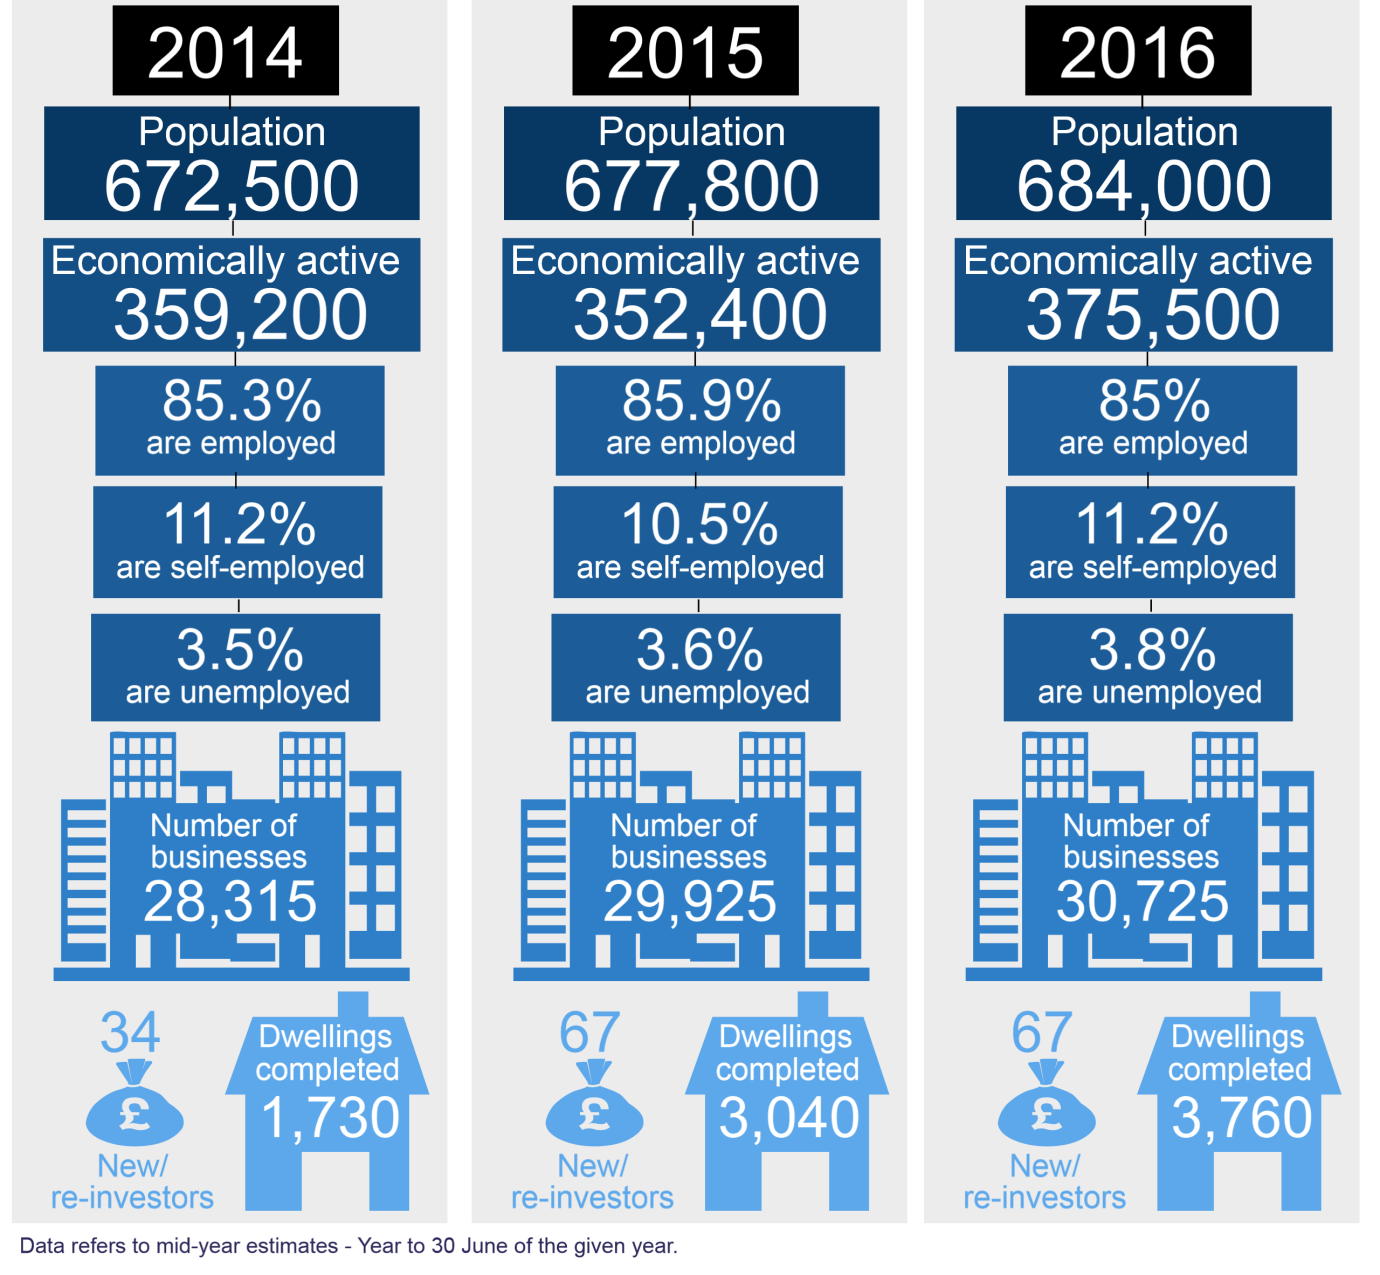 2014
Population
672,500
Economically active
359,200
85.3%
are employed
11.2%
are self-employed
3.5%
are unemployed
Number of
businesses
28,315
34
£
New/
re-investors
Dwellings
completed
1,730
2015
Population
677,800
Economically active
352,400
85.9%
are employed
10.5%
are self-employed
3.6%
are unemployed
Number of
businesses
29,925
67
£
New/
re-investors
Dwellings
completed
3,040
2016
Population
684,000
Economically active
375,500
85%
are employed
11.2%
are self-employed
3.8%
are unemployed
Number of
businesses
30,725
67
£
New/
re-investors
Dwellings
completed
3,760
Data refers to mid-year estimates - Year to 30 June of the given year.